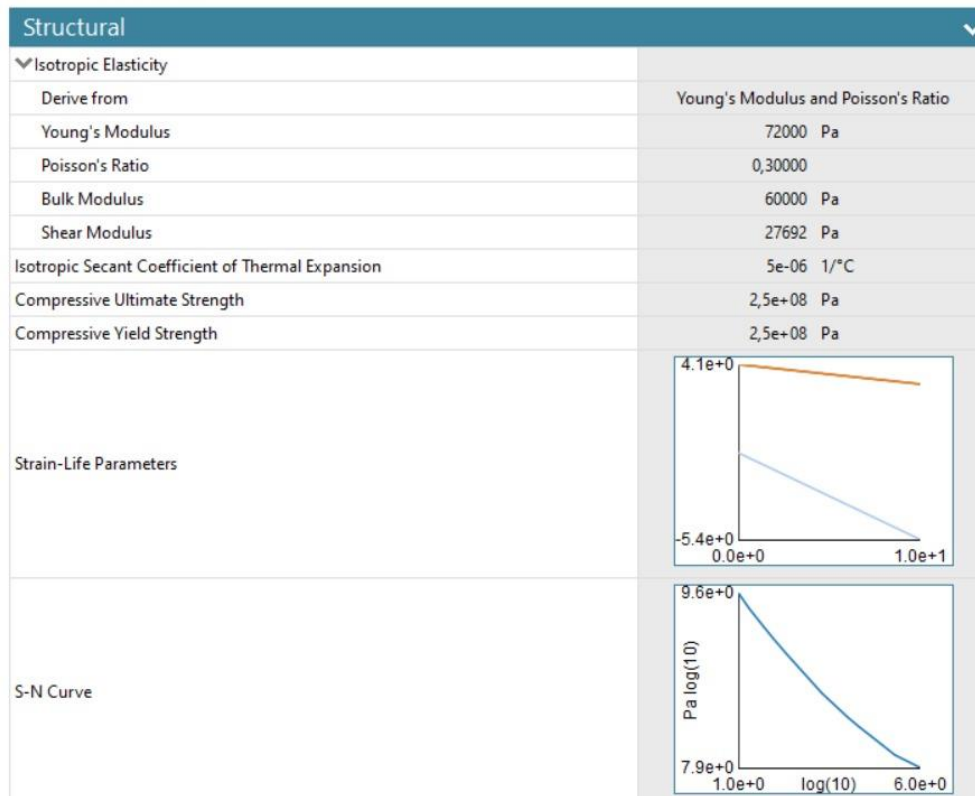 Structural
Isotropic Elasticity
Derive from Young's Modulus and Poisson's Ratio
Young's Modulus 72000 Pa
Poisson's Ratio 0,30000
Bulk Modulus 60000 Pa
Shear Modulus 27692 Pa
Isotropic Secant Coefficient of Thermal Expansion 5e-06 1/°C
Compressive Ultimate Strength 2,5e+08 Pa
Compressive Yield Strength 2,5e+08 Pa
4.1e+0
Strain-Life Parameters
-5.4e+0
0.0e+0 1.0e+1
9.6e+0
Pa log(10)
S-N Curve
7.9e+0
1.0e+0 log(10) 6.0e+0